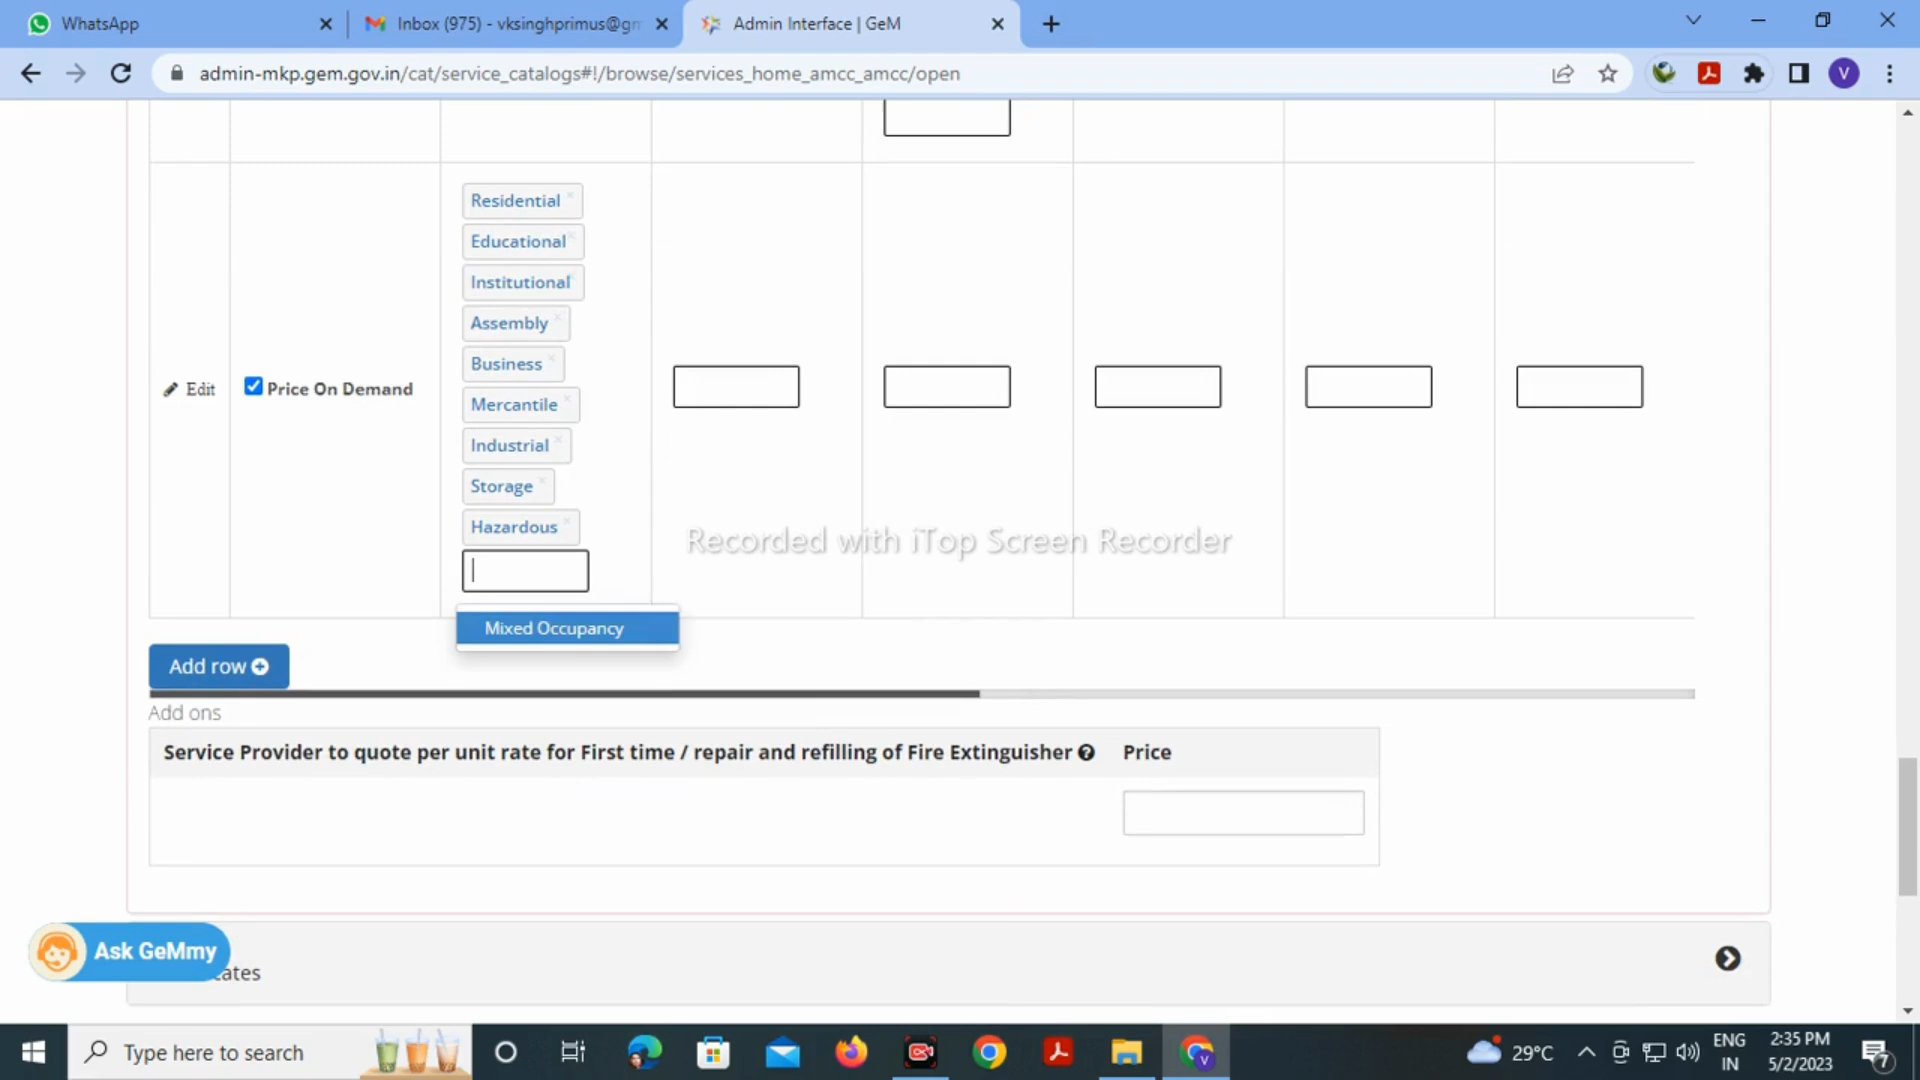 WhatsApp
Inbox (975) - vksinghprimus@gm
Admin Interface | GeM
admin-mkp.gem.gov.in/cat/service_catalogs#!/browse/services_home_amcc_amcc/open
V
Residential
Educational
Institutional
Assembly
Business
Mercantile
Industrial
Storage
Hazardous
Edit
Price On Demand
Recorded with iTop Screen Recorder
Mixed Occupancy
Add row
Add ons
Service Provider to quote per unit rate for First time / repair and refilling of Fire Extinguisher
Price
Ask GeMmy
cates
Type here to search
29°C
ENG
IN
2:35 PM
5/2/2023
7